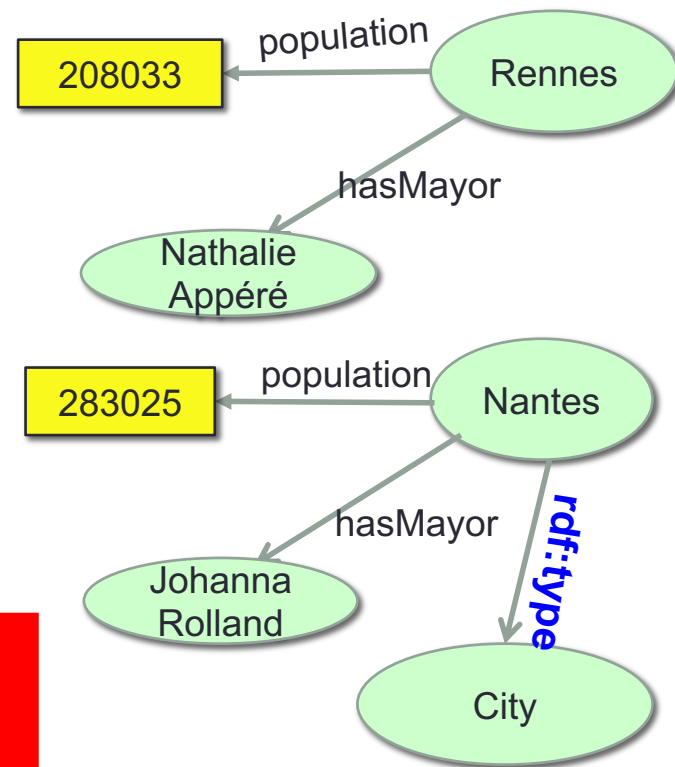 population
208033
Rennes
hasMayor
Nathalie
Appéré
population
283025
Nantes
hasMayor
rdf:type
Johanna
Rolland
City